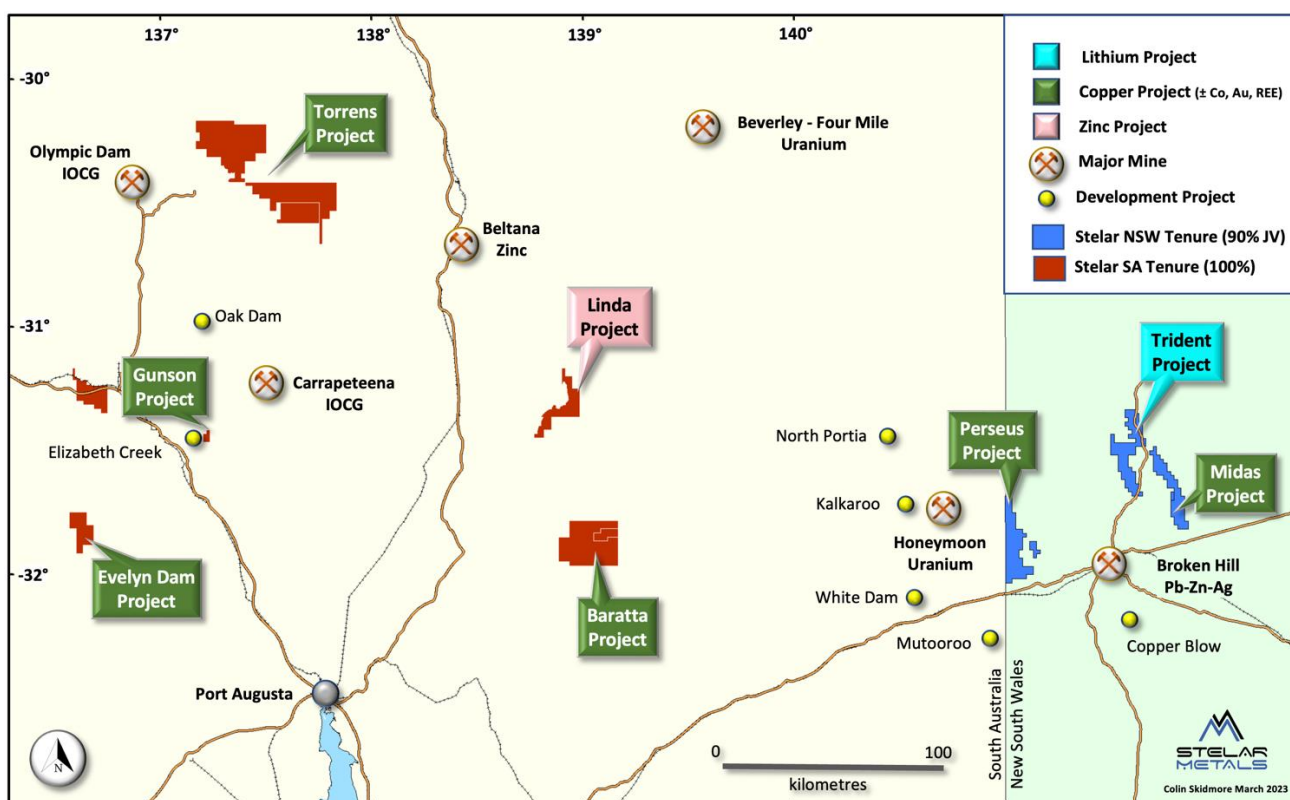 137°
138°
139°
140°
-30°
-31°
-32°
Lithium Project
Copper Project (± Co, Au, REE)
Zinc Project
Major Mine
Development Project
Stelar NSW Tenure (90% JV)
Stelar SA Tenure (100%)
Torrens
Project
Olympic Dam
IOCG
Beverley - Four Mile
Uranium
Beltana
Zinc
Oak Dam
Linda
Project
Trident
Project
Gunson
Project
Carrapeteena
IOCG
Elizabeth Creek
North Portia
Perseus
Project
Midas
Project
Kalkaroo
Honeymoon
Uranium
Evelyn Dam
Project
Baratta
Project
White Dam
Broken Hill
Pb-Zn-Ag
Mutooroo
Copper Blow
Port Augusta
South Australia
New South Wales
0
100
kilometres
N
STELAR
METALS
Colin Skidmore March 2023